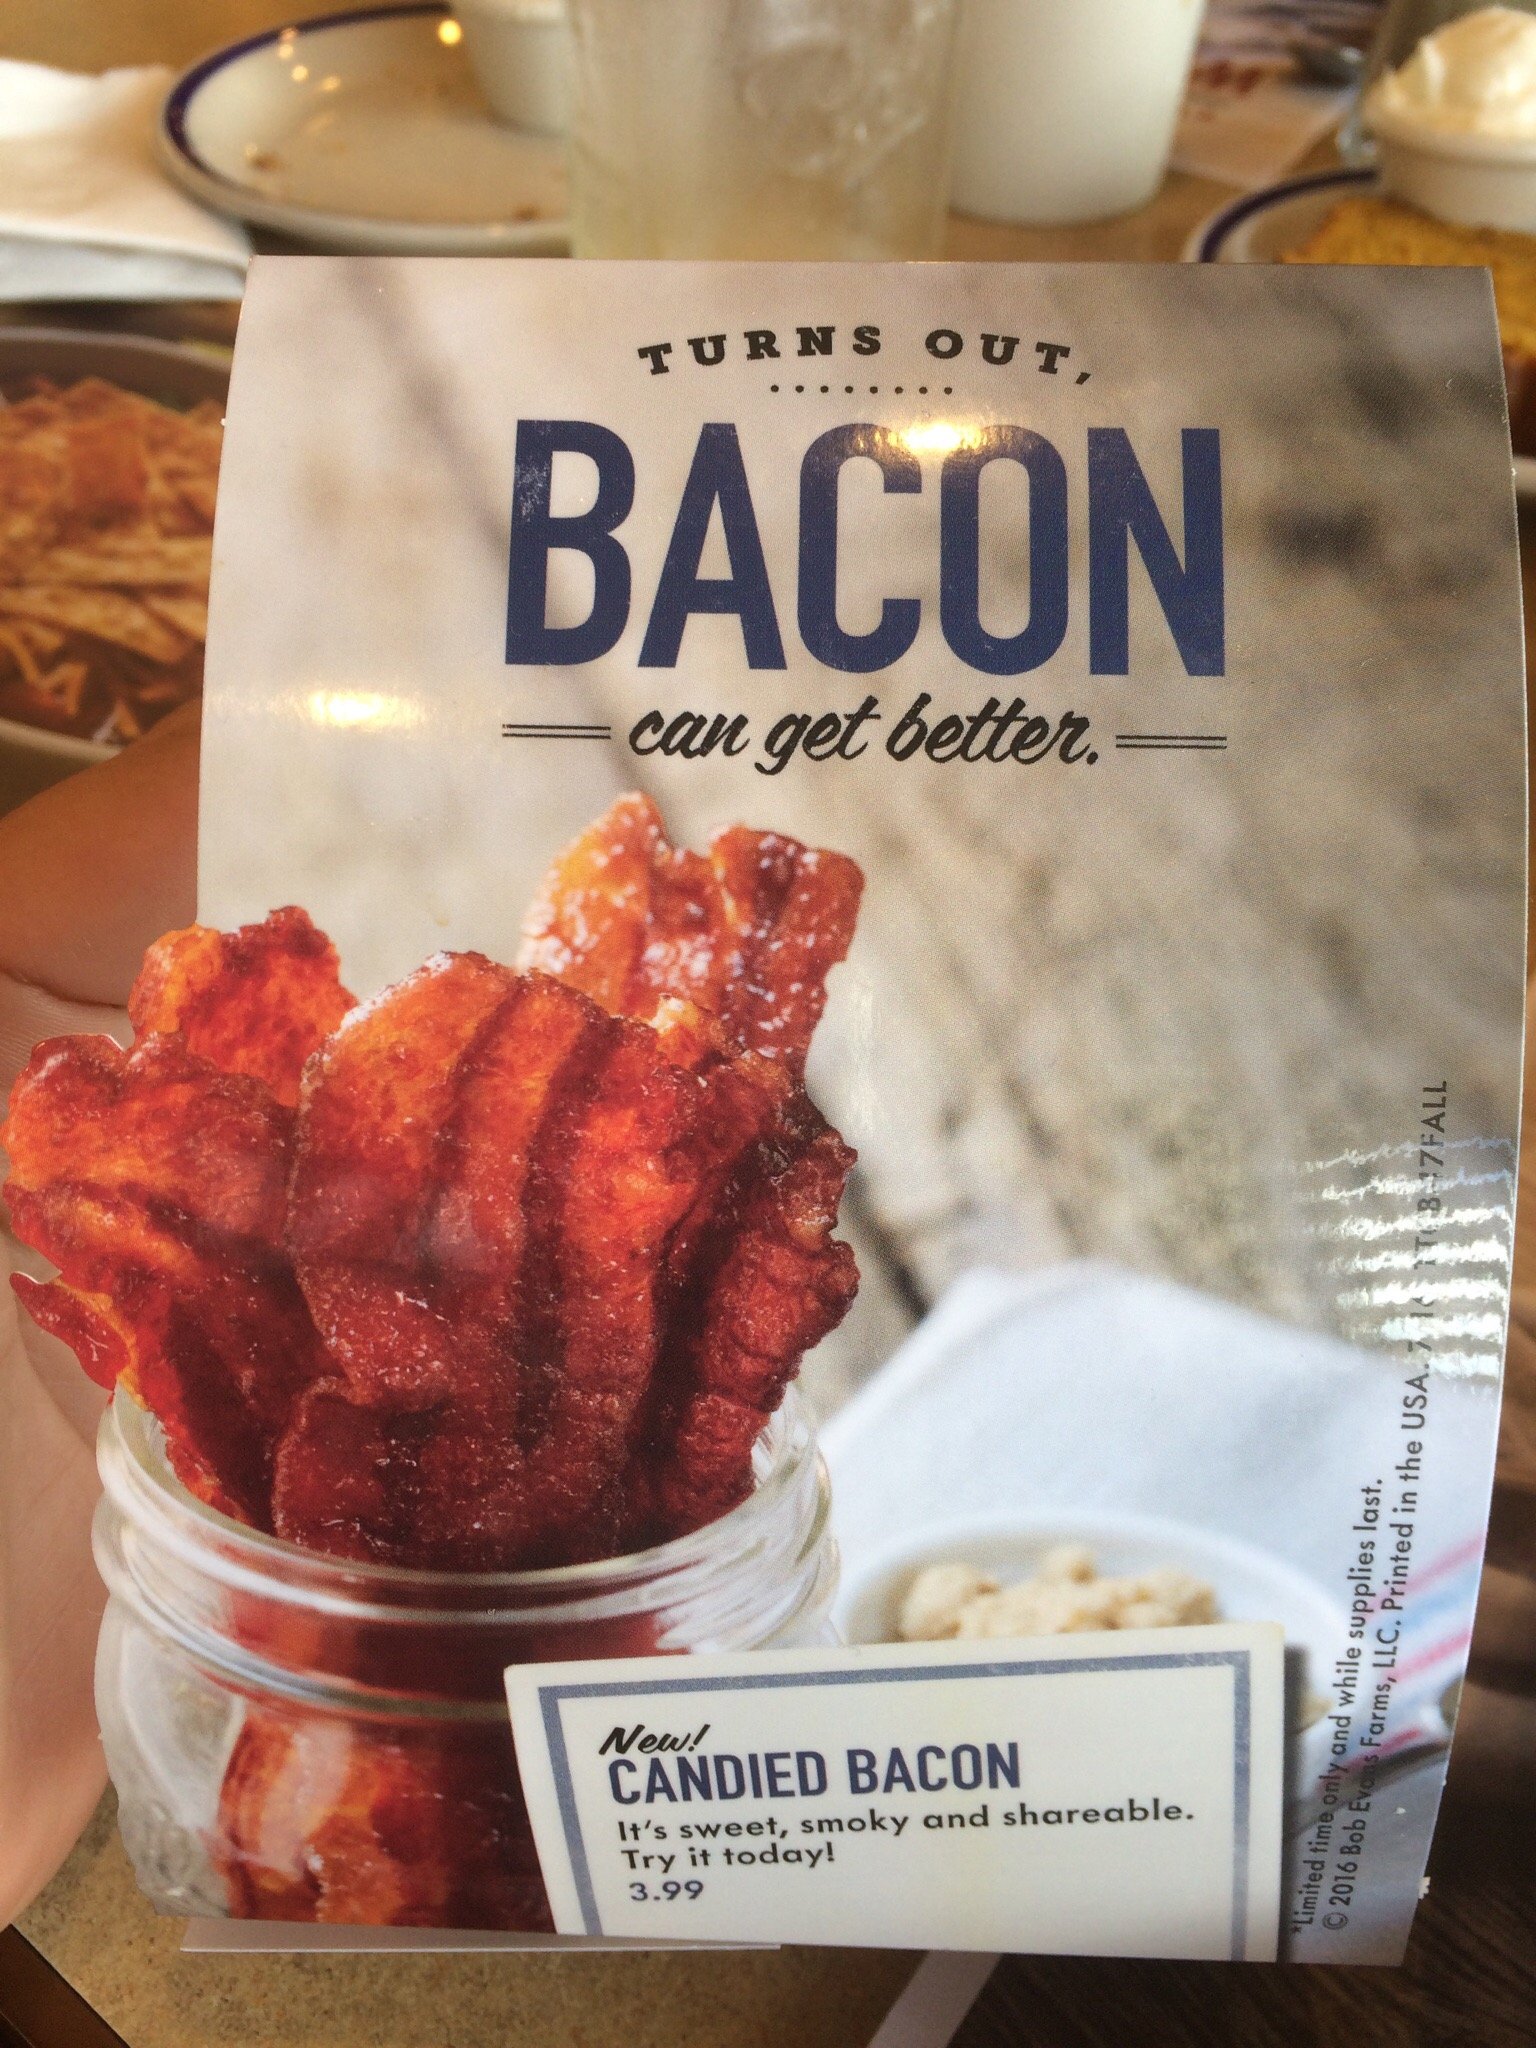 TURNS OUT,
BACON
can get better.
New!
CANDIED BACON
It's sweet, smoky and shareable.
Try it today!
3.99
*Limited time only and while supplies last.
© 2016 Bob Evans Farms, LLC. Printed in the USA.